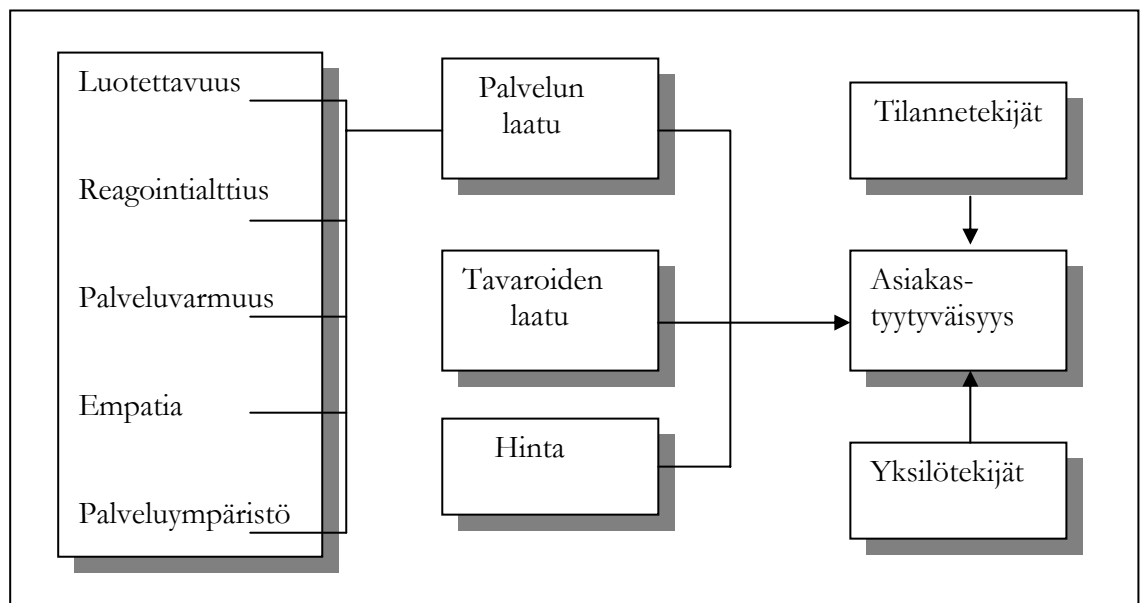 Luotettavuus
Reagointialttius
Palveluvarmuus
Empatia
Palveluympäristö
Palvelun
laatu
Tavaroiden
laatu
Hinta
Tilannetekijät
Asiakas-
tyytyväisyys
Yksilötekijät